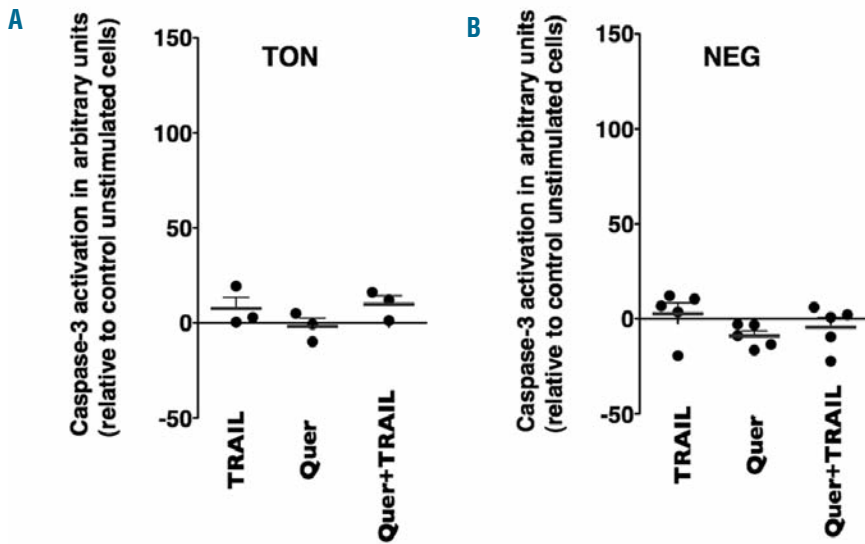 A
Caspase-3 activation in arbitrary units
(relative to control unstimulated cells)
150
100
50
0
-50
TON
TRAIL
Quer
Quer+TRAIL
B
Caspase-3 activation in arbitrary units
(relative to control unstimulated cells)
150
100
50
0
-50
NEG
TRAIL
Quer
Quer+TRAIL